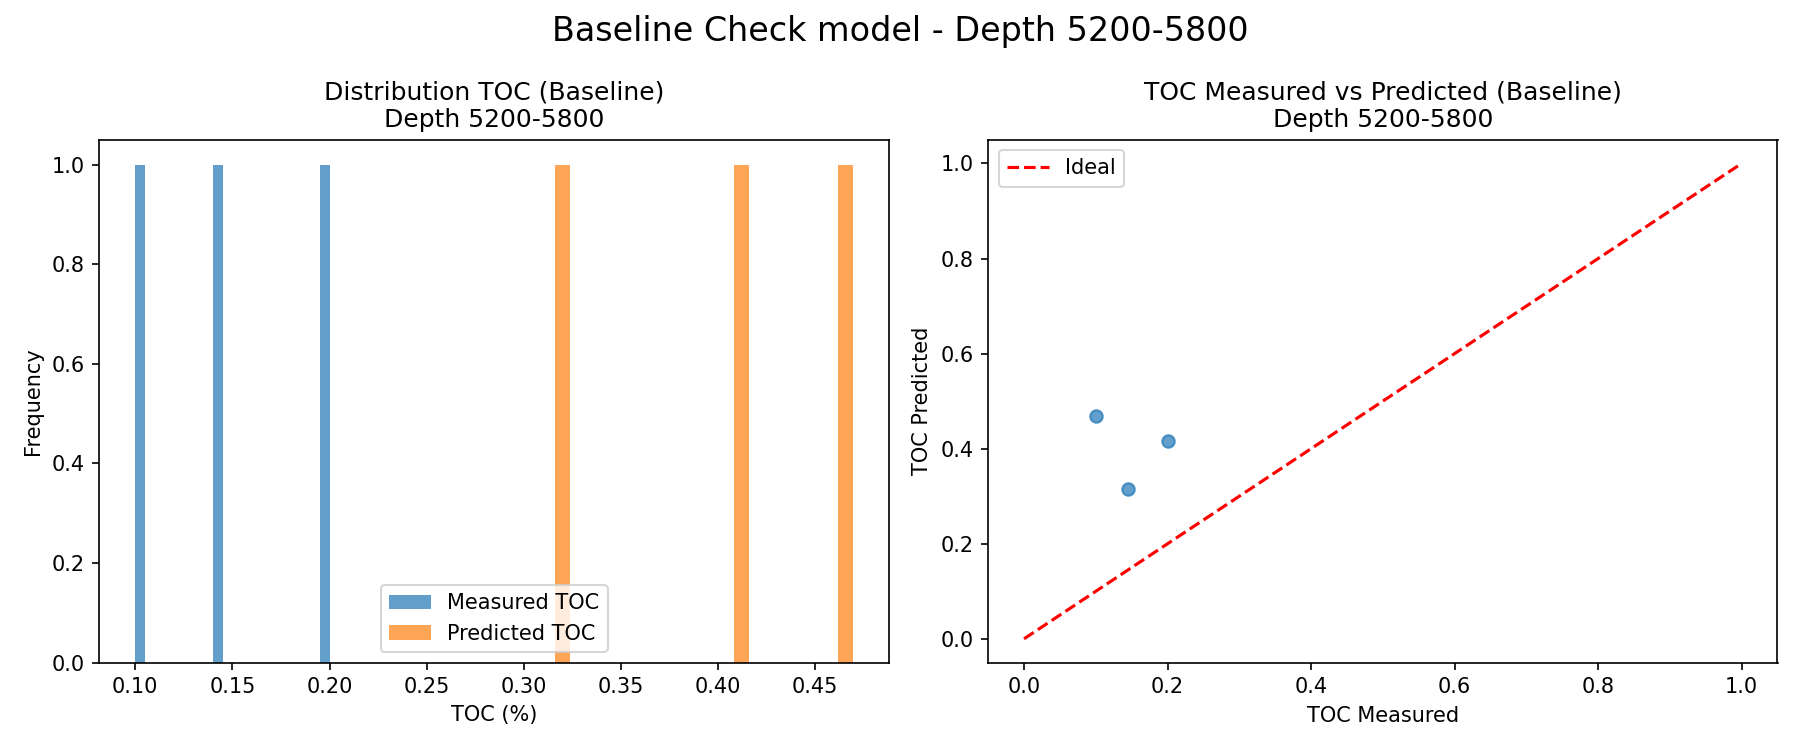 Baseline Check model - Depth 5200-5800
Distribution TOC (Baseline)
Depth 5200-5800
1.0
0.8
0.6
0.4
0.2
0.0
Frequency
Measured TOC
Predicted TOC
0.10 0.15 0.20 0.25 0.30 0.35 0.40 0.45
TOC (%)
TOC Measured vs Predicted (Baseline)
Depth 5200-5800
Ideal
1.0
0.8
0.6
0.4
0.2
0.0
TOC Predicted
0.0 0.2 0.4 0.6 0.8 1.0
TOC Measured